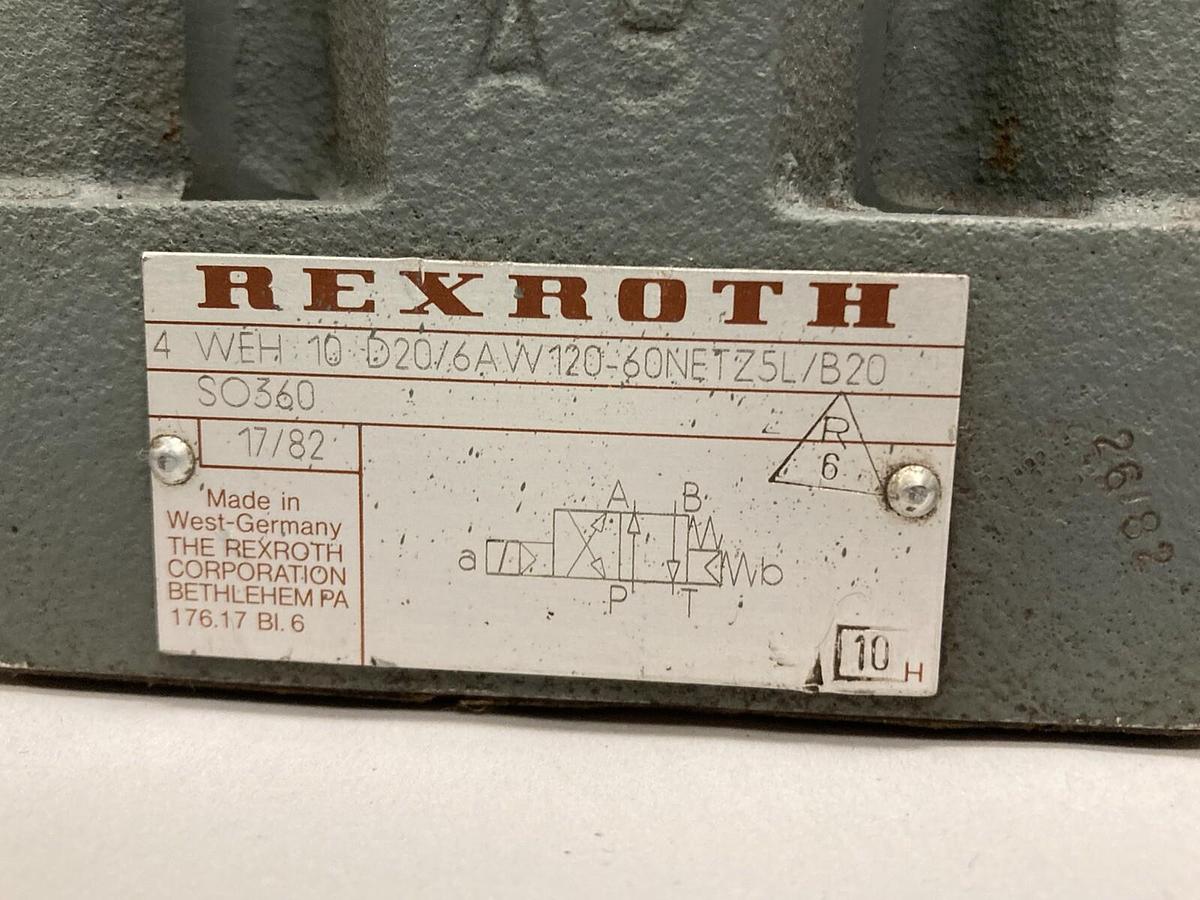 REXROTH
4 WEH 10 D20/6AW120-60NETZ5L/B20
SO360
17/82
R
6
Made in
West-Germany
THE REXROTH
CORPORATION
BETHLEHEM PA
176.17 Bl. 6
A B
a b
P T
10 H
26/82